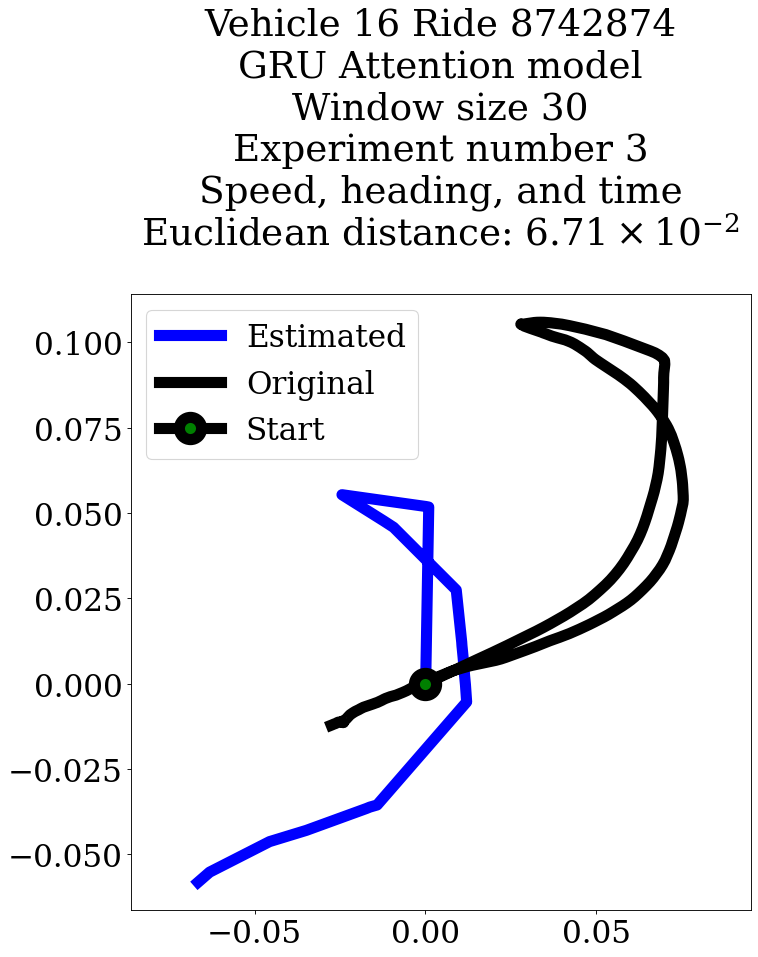 Vehicle 16 Ride 8742874
GRU Attention model
Window size 30
Experiment number 3
Speed, heading, and time
Euclidean distance: 6.71 × 10⁻²
Estimated
Original
Start
0.100
0.075
0.050
0.025
0.000
−0.025
−0.050
−0.05
0.00
0.05